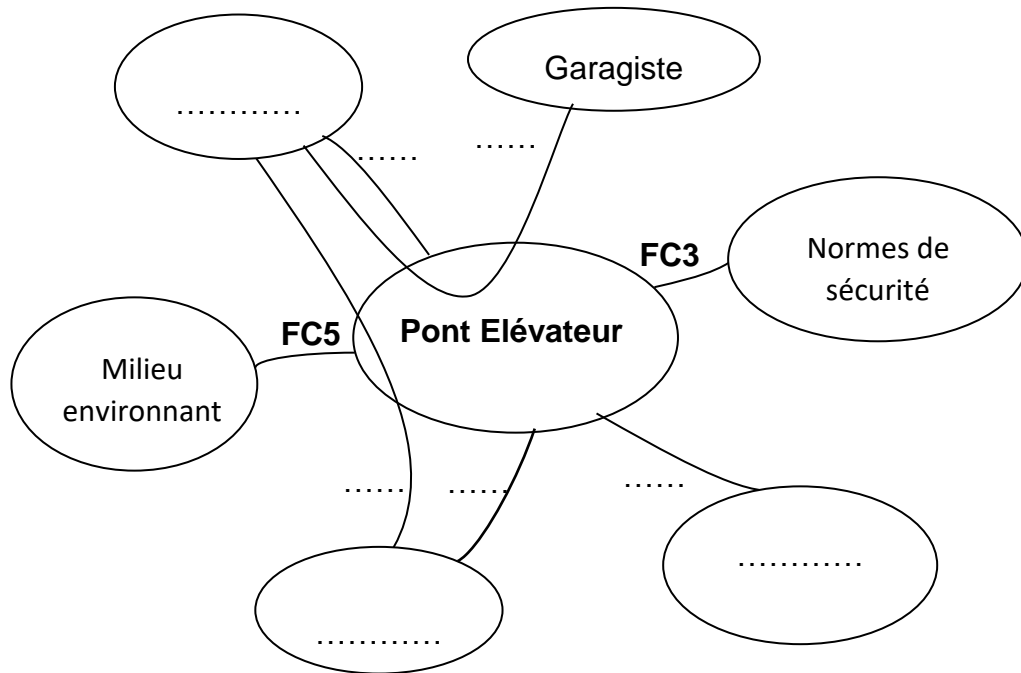 Garagiste
............
......
......
FC3
Normes de
sécurité
Pont Elévateur
FC5
Milieu
environnant
......
......
......
............
............